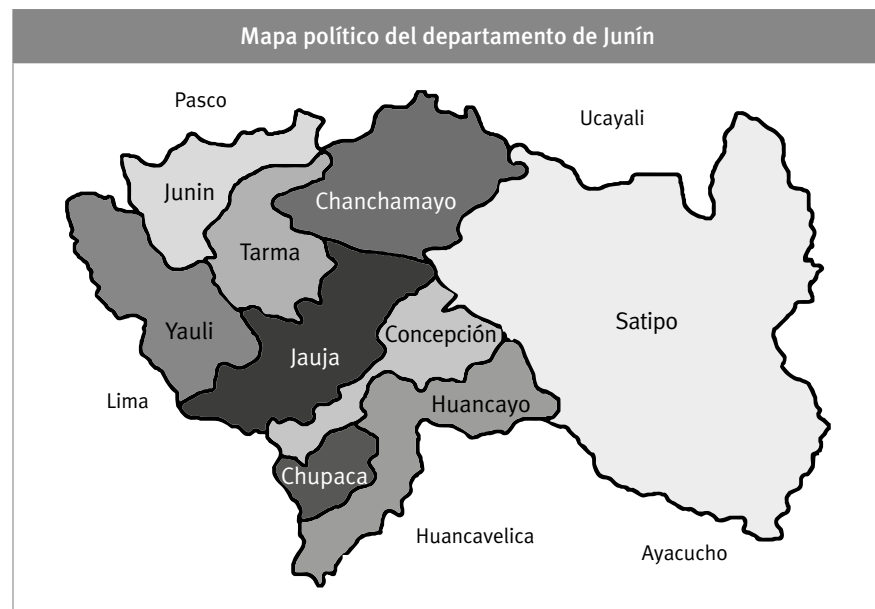 Mapa político del departamento de Junín
Pasco
Ucayali
Junin
Chanchamayo
Tarma
Satipo
Yauli
Concepción
Jauja
Lima
Huancayo
Chupaca
Huancavelica
Ayacucho